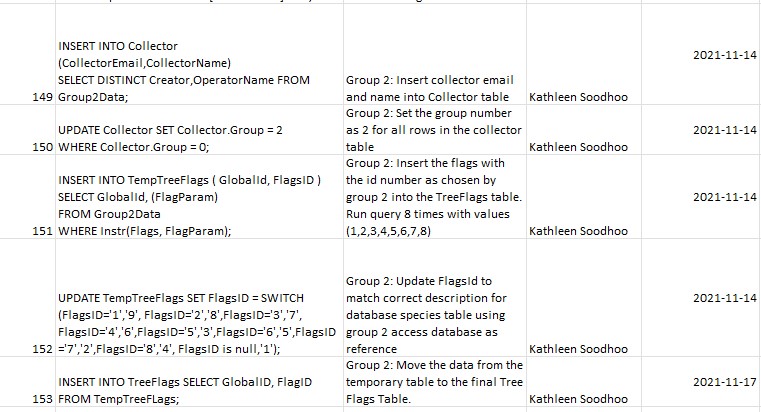 INSERT INTO Collector
(CollectorEmail,CollectorName)
SELECT DISTINCT Creator,OperatorName FROM
149 Group2Data;
Group 2: Insert collector email
and name into Collector table
Kathleen Soodhoo
2021-11-14
UPDATE Collector SET Collector.Group = 2
150 WHERE Collector.Group = 0;
Group 2: Set the group number
as 2 for all rows in the collector
table
Kathleen Soodhoo
2021-11-14
INSERT INTO TempTreeFlags ( GlobalId, FlagsID )
SELECT GlobalId, (FlagParam)
FROM Group2Data
151 WHERE Instr(Flags, FlagParam);
Group 2: Insert the flags with
the id number as chosen by
group 2 into the TreeFlags table.
Run query 8 times with values
(1,2,3,4,5,6,7,8)
Kathleen Soodhoo
2021-11-14
UPDATE TempTreeFlags SET FlagsID = SWITCH
(FlagsID='1','9', FlagsID='2','8',FlagsID='3','7',
FlagsID='4','6',FlagsID='5','3',FlagsID='6','5',FlagsID
152 ='7','2',FlagsID='8','4', FlagsID is null,'1');
Group 2: Update FlagsId to
match correct description for
database species table using
group 2 access database as
reference
Kathleen Soodhoo
2021-11-14
INSERT INTO TreeFlags SELECT GlobalID, FlagID
153 FROM TempTreeFLags;
Group 2: Move the data from the
temporary table to the final Tree
Flags Table.
Kathleen Soodhoo
2021-11-17